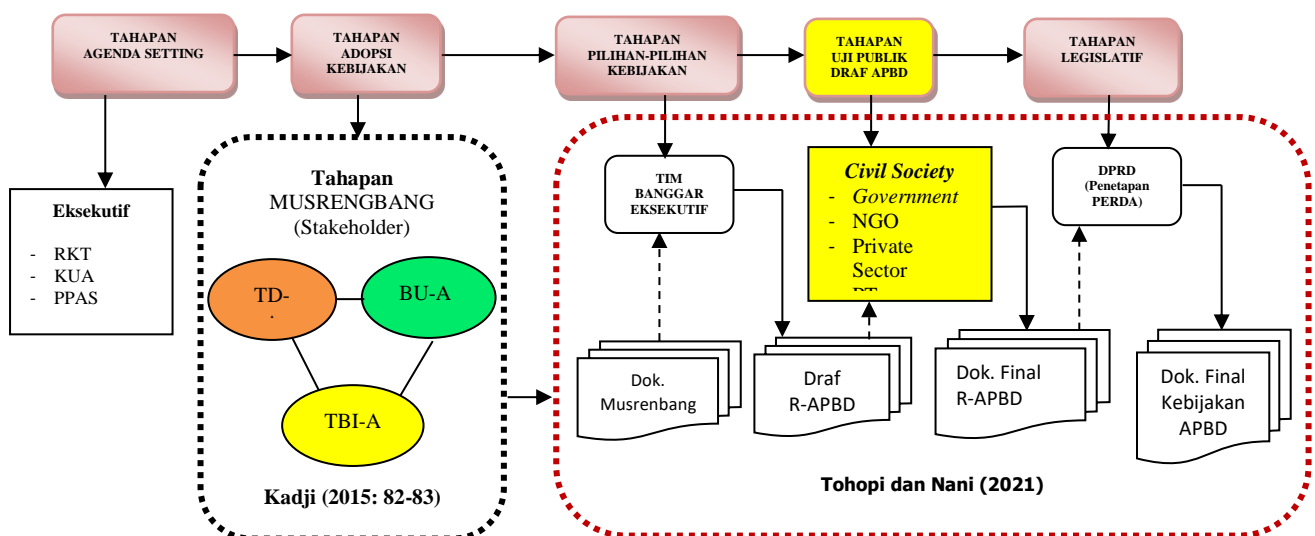 TAHAPAN
AGENDA SETTING
TAHAPAN
ADOPSI
KEBIJAKAN
TAHAPAN
PILIHAN-PILIHAN
KEBIJAKAN
TAHAPAN
UJI PUBLIK
DRAF APBD
TAHAPAN
LEGISLATIF
Eksekutif
- RKT
- KUA
- PPAS
Tahapan
MUSRENGBANG
(Stakeholder)
TD-
BU-A
TBI-A
Kadji (2015: 82-83)
TIM
BANGGAR
EKSEKUTIF
Civil Society
- Government
- NGO
- Private
Sector
DPRD
(Penetapan
PERDA)
Dok.
Musrenbang
Draf
R-APBD
Dok. Final
R-APBD
Dok. Final
Kebijakan
APBD
Tohopi dan Nani (2021)